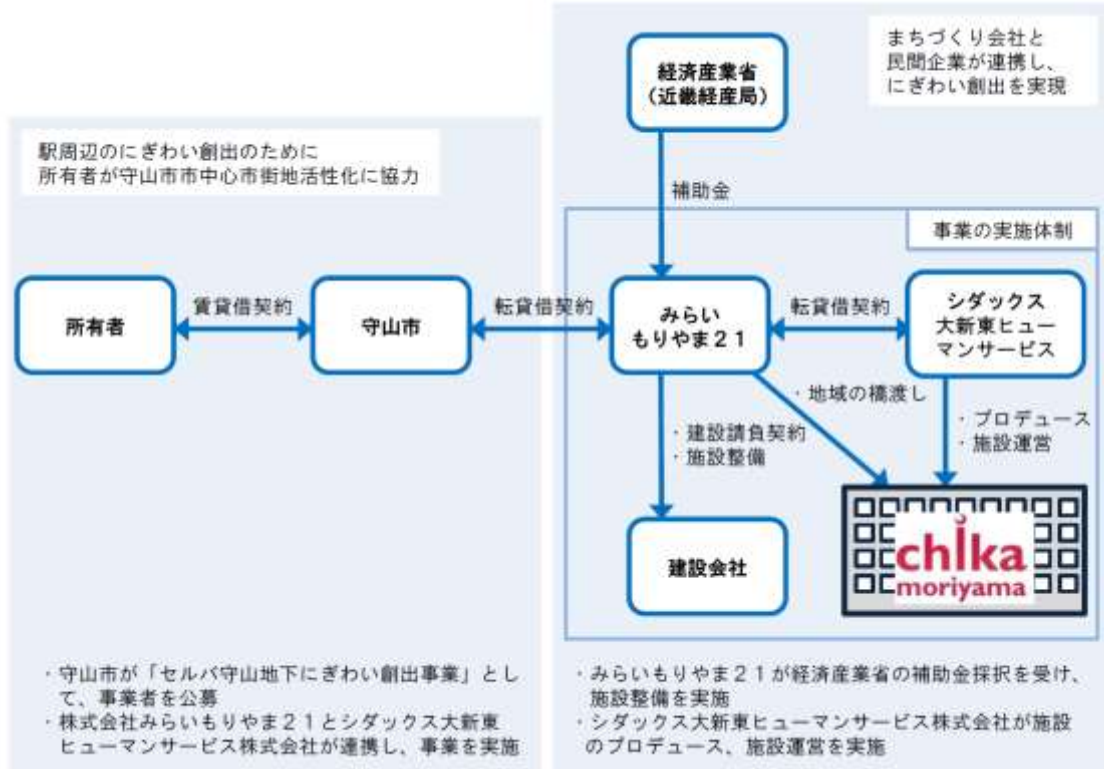 まちづくり会社と
民間企業が連携し、
にぎわい創出を実現
経済産業省
（近畿経産局）
駅周辺のにぎわい創出のために
所有者が守山市市中心市街地活性化に協力
補助金
事業の実施体制
所有者
賃貸借契約
守山市
転貸借契約
みらい
もりやま２１
転貸借契約
シダックス
大新東ヒュー
マンサービス
・地域の橋渡し
・建設請負契約
・施設整備
・プロデュース
・施設運営
建設会社
chika
moriyama
・守山市が「セルバ守山地下にぎわい創出事業」とし
て、事業者を公募
・株式会社みらいもりやま２１とシダックス大新東
ヒューマンサービス株式会社が連携し、事業を実施
・みらいもりやま２１が経済産業省の補助金採択を受け、
施設整備を実施
・シダックス大新東ヒューマンサービス株式会社が施設
のプロデュース、施設運営を実施